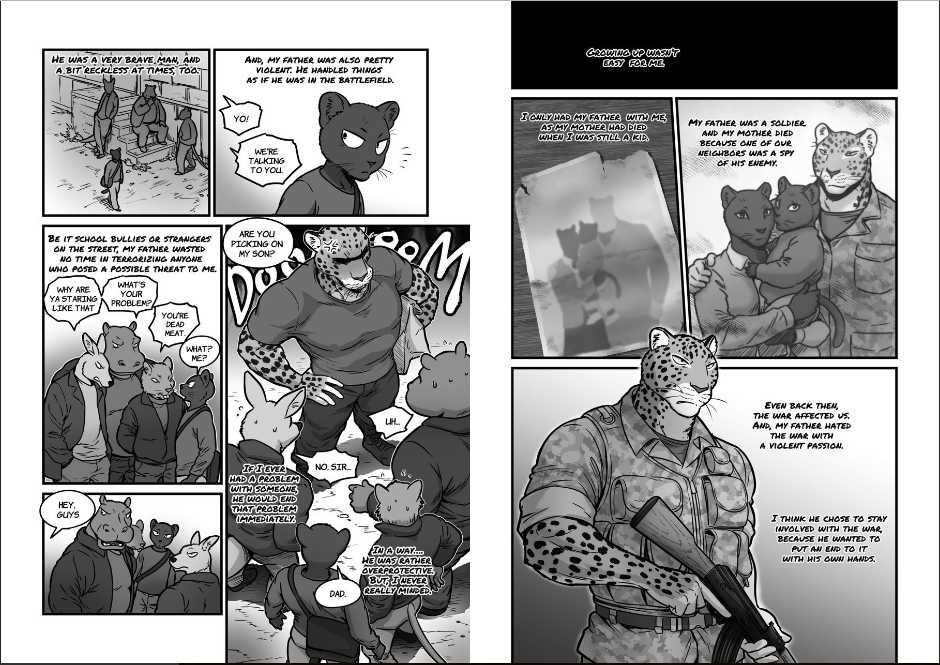 GROWING UP WASN'T
EASY FOR ME.
I ONLY HAD MY FATHER WITH ME,
AS MY MOTHER HAD DIED
WHEN I WAS STILL A KID.
MY FATHER WAS A SOLDIER.
AND MY MOTHER DIED
BECAUSE ONE OF OUR
NEIGHBORS WAS A SPY
OF HIS ENEMY.
EVEN BACK THEN,
THE WAR AFFECTED US.
AND, MY FATHER HATED
THE WAR WITH
A VIOLENT PASSION.
I THINK HE CHOSE TO STAY
INVOLVED WITH THE WAR,
BECAUSE HE WANTED TO
PUT AN END TO IT
WITH HIS OWN HANDS.
HE WAS A VERY BRAVE MAN, AND
A BIT RECKLESS AT TIMES, TOO.
AND, MY FATHER WAS ALSO PRETTY
VIOLENT. HE HANDLED THINGS
AS IF HE WAS IN THE BATTLEFIELD.
YO!
WE'RE
TALKING
TO YOU.
BE IT SCHOOL BULLIES OR STRANGERS
ON THE STREET, MY FATHER WASTED
NO TIME IN TERRORIZING ANYONE
WHO POSED A POSSIBLE THREAT TO ME.
WHY ARE
YA STARING
LIKE THAT
WHAT'S
YOUR
PROBLEM?
YOU'RE
DEAD
MEAT.
WHAT?
ME?
HEY,
GUYS
ARE YOU
PICKING ON
MY SON?
UH...
NO, SIR...
IF I EVER
HAD A PROBLEM
WITH SOMEONE,
HE WOULD END
THAT PROBLEM
IMMEDIATELY.
IN A WAY...
HE WAS RATHER
OVERPROTECTIVE.
BUT, I NEVER
REALLY MINDED.
DAD.